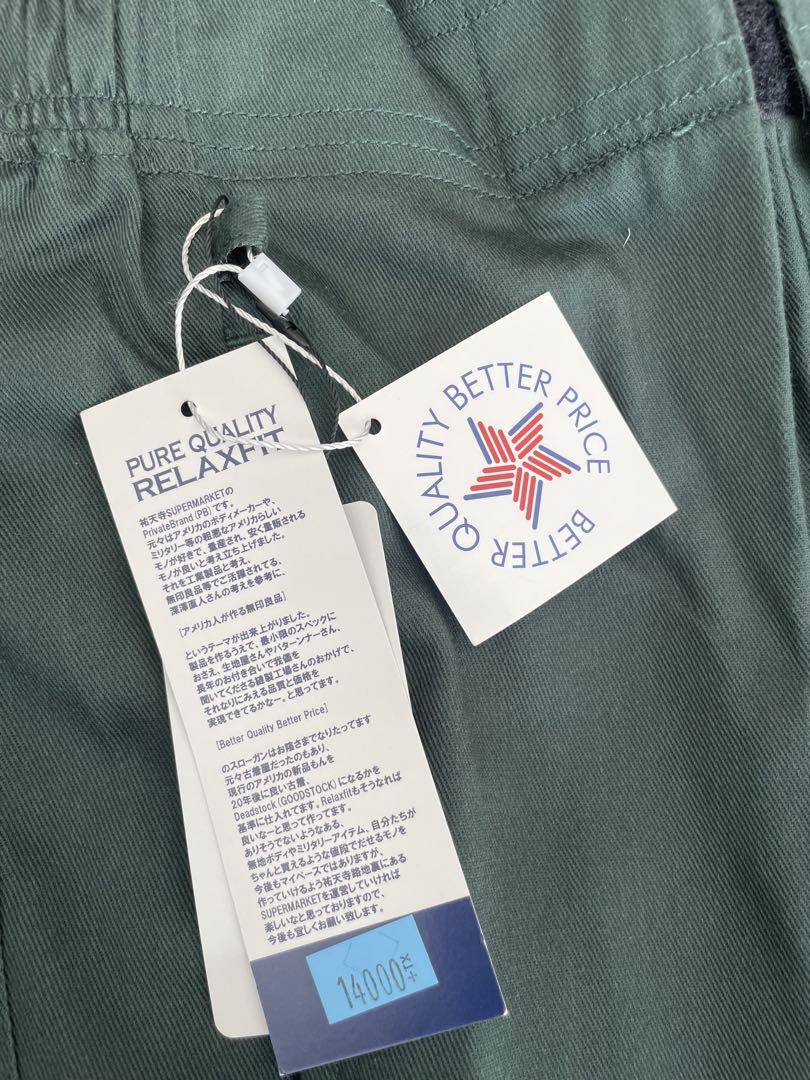 PURE QUALITY
RELAXFIT
祐天寺SUPERMARKETの
PrivateBrand (PB) です。
元々はアメリカのボディメーカーや、
ミリタリー等の粗悪なアメリカらしい
モノが好きで、量産され、安く重版される
モノが良いと考え立ち上げました。
それを工業製品と考え、
無印良品等でご活躍されてる、
深澤直人さんの考えを参考に、
[アメリカ人が作る無印良品]
というテーマが出来上がりました。
製品を作るうえで、最小限のスペックに
おさえ、生地屋さんやパターンナーさん、
長年のお付き合いで我儘を
聞いてくださる縫製工場さんのおかげで、
それなりにみえる品質と価格を
実現できてるかなー。と思ってます。
[Better Quality Better Price]
のスローガンはお陰さまでなりたってます
元々古着屋だったのもあり、
現行のアメリカの新品もんを
20年後に良い古着、
Deadstock (GOODSTOCK) になるかを
基準に仕入れてます。Relaxfitもそうなれば
良いなーと思って作ってます。
ありそうでないようなある、
無地ボディやミリタリーアイテム、自分たちが
ちゃんと買えるような値段でだせるモノを
今後もマイペースではありますが、
作っていけるよう祐天寺路地裏にある
SUPERMARKETを運営していければ
楽しいなと思っておりますので、
今後も宜しくお願い致します。
14000+tax
BETTER QUALITY BETTER PRICE